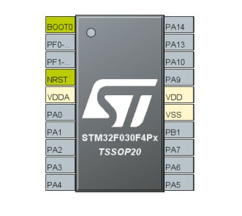 BOOT0
PF0-...
PF1-...
NRST
VDDA
PA0
PA1
PA2
PA3
PA4
ST
STM32F030F4Px
TSSOP20
PA14
PA13
PA10
PA9
VDD
VSS
PB1
PA7
PA6
PA5